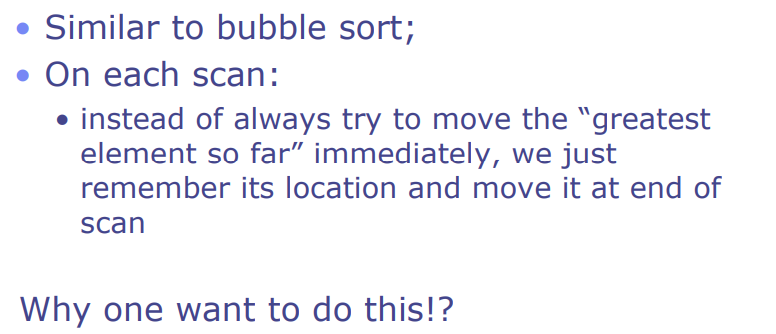 • Similar to bubble sort;
• On each scan:
• instead of always try to move the “greatest
element so far” immediately, we just
remember its location and move it at end of
scan
Why one want to do this!?